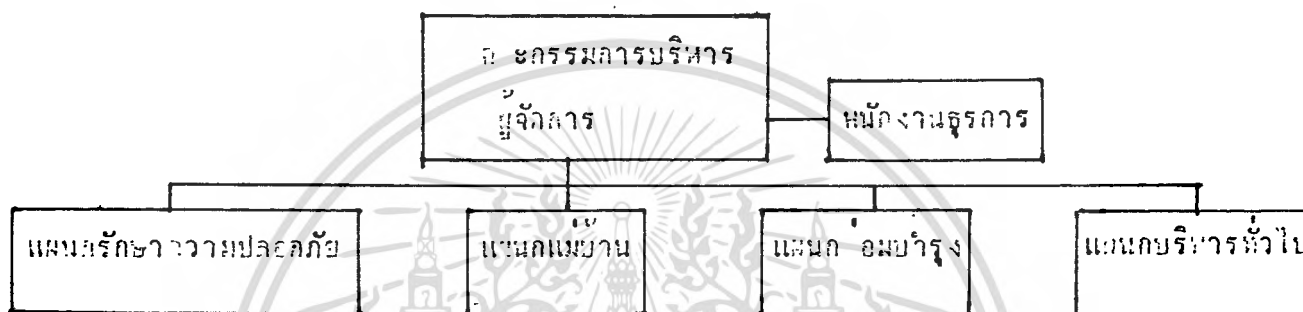 คณะกรรมการบริหาร
ผู้จัดการ
พนักงานธุรการ
แผนกรักษาความปลอดภัย
แผนกแม่บ้าน
แผนกซ่อมบำรุง
แผนกบริหารทั่วไป